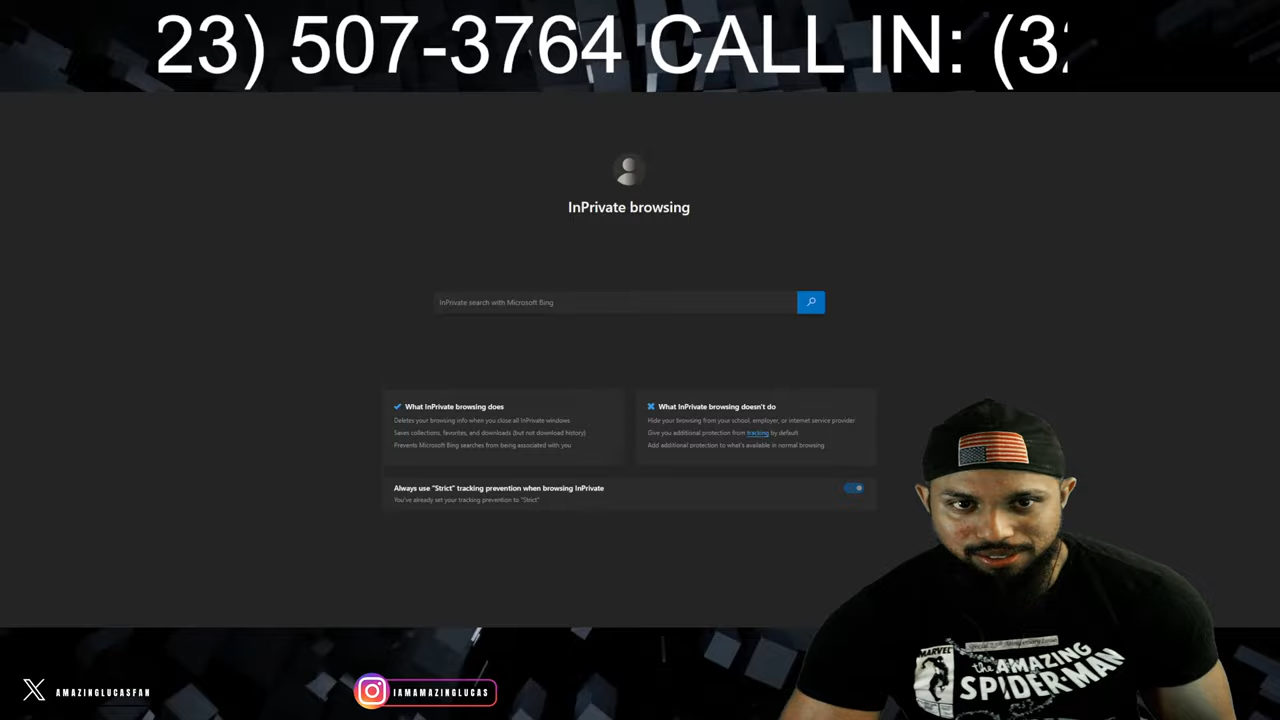 23) 507-3764 CALL IN: (32
InPrivate browsing
InPrivate search with Microsoft Bing
What InPrivate browsing does
Deletes your browsing info when you close all InPrivate windows
Saves collections, favorites, and downloads (but not download history)
Prevents Microsoft Bing searches from being associated with you
What InPrivate browsing doesn't do
Hide your browsing from your school, employer, or internet service provider
Give you additional protection from tracking by default
Add additional protection to what's available in normal browsing
Always use "Strict" tracking prevention when browsing InPrivate
You've already set your tracking prevention to "Strict"
MARVEL
the AMAZING
SPIDER-MAN
AMAZINGLUCASFAN
IAMAMAZINGLUCAS